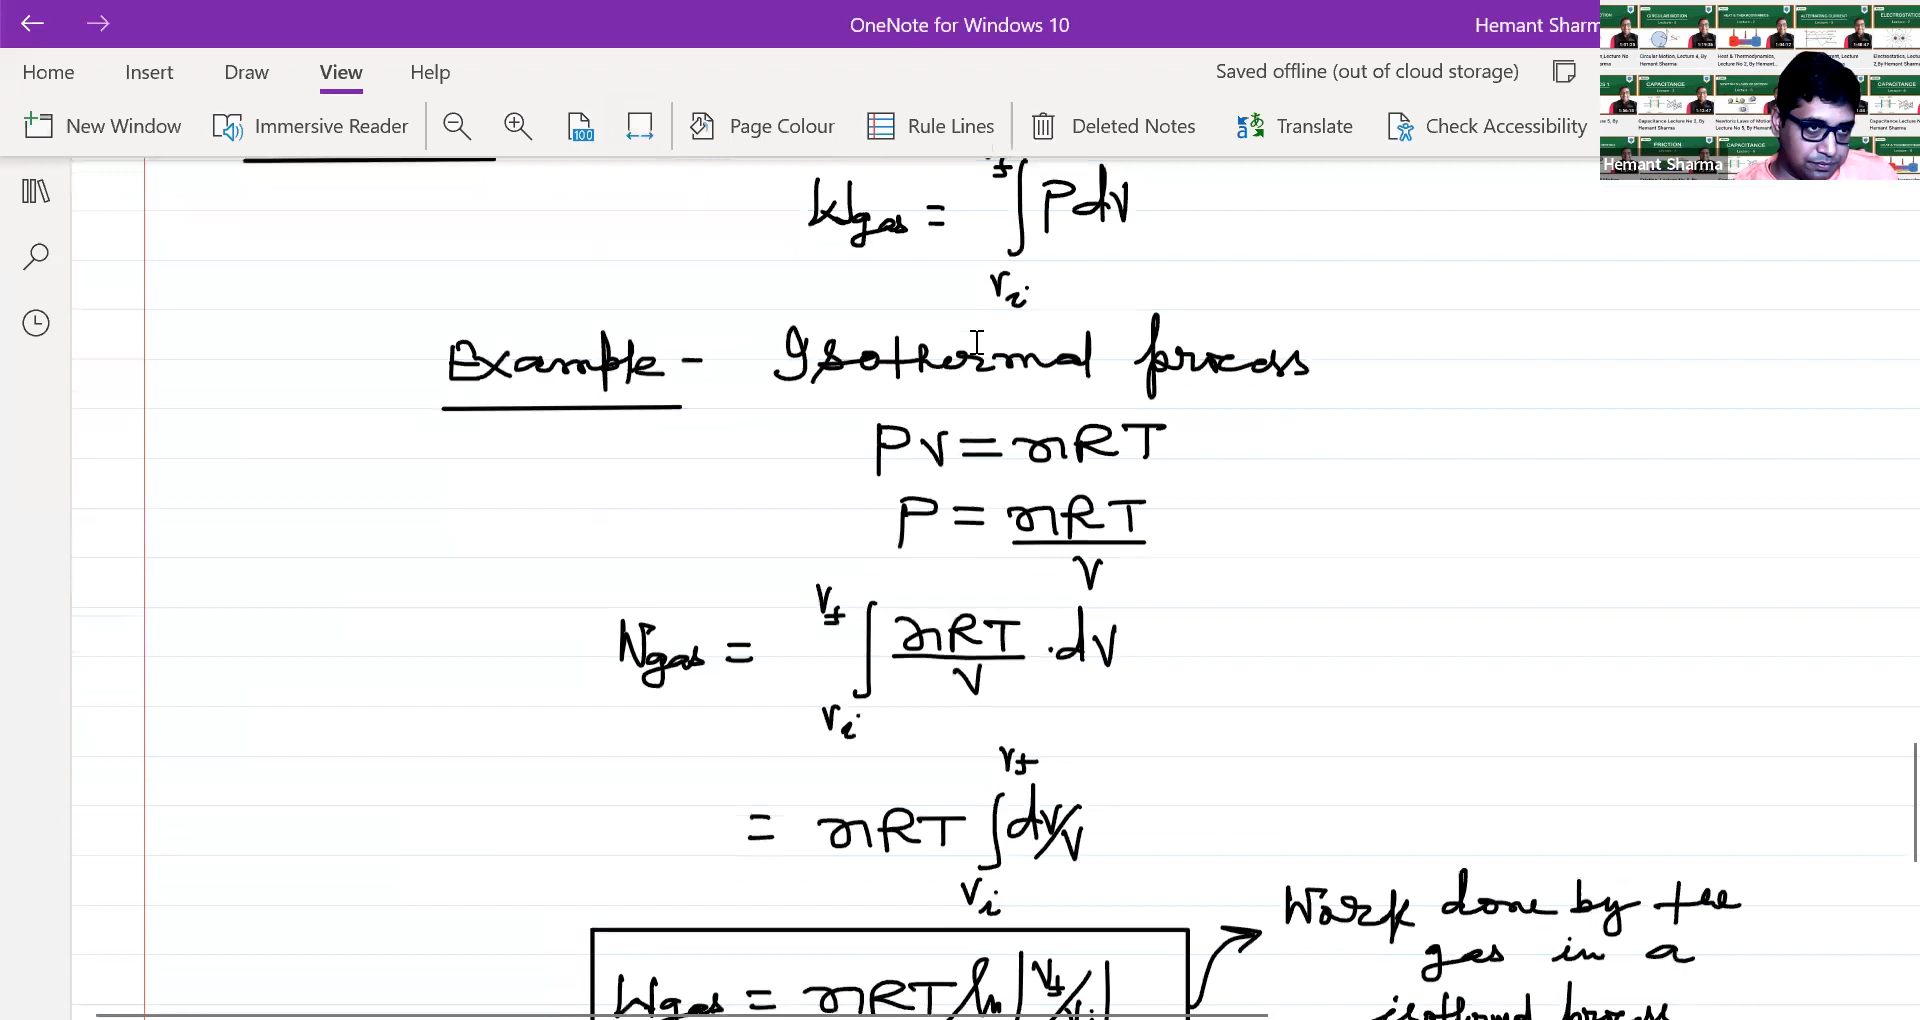 OneNote for Windows 10
Hemant Sharm
Home Insert Draw View Help
Saved offline (out of cloud storage)
New Window Immersive Reader 100 Page Colour Rule Lines Deleted Notes Translate Check Accessibility
Hemant Sharma
Vf
Wgas = ∫ P dV
Vi
Example - Isothermal process
PV = nRT
P = nRT
V
Vf
Wgas = ∫ nRT/V . dV
Vi
Vf
= nRT ∫ dV/V
Vi
Work done by the
gas in a
isothermal process
Wgas = nRT ln |Vf/Vi|